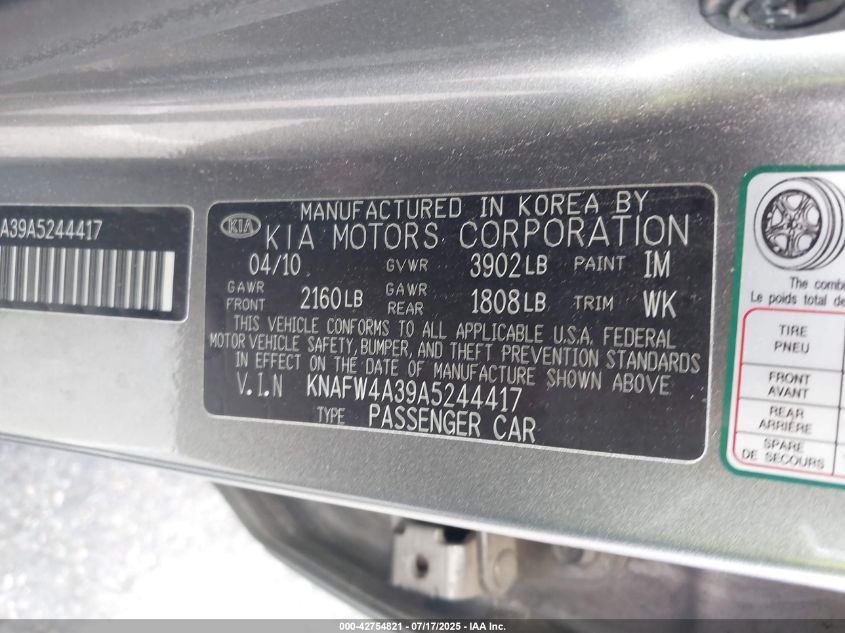 A39A5244417
KIA
MANUFACTURED IN KOREA BY
KIA MOTORS CORPORATION
04/10 GVWR 3902LB PAINT IM
GAWR FRONT 2160LB GAWR REAR 1808LB TRIM WK
THIS VEHICLE CONFORMS TO ALL APPLICABLE U.S.A. FEDERAL
MOTOR VEHICLE SAFETY, BUMPER, AND THEFT PREVENTION STANDARDS
IN EFFECT ON THE DATE OF MANUFACTURE SHOWN ABOVE
V.I.N KNAFW4A39A5244417
TYPE PASSENGER CAR
The comb
Le poids total de
TIRE
PNEU
FRONT
AVANT
REAR
ARRIÈRE
SPARE
DE SECOURS
000-42754821 - 07/17/2025 - IAA Inc.